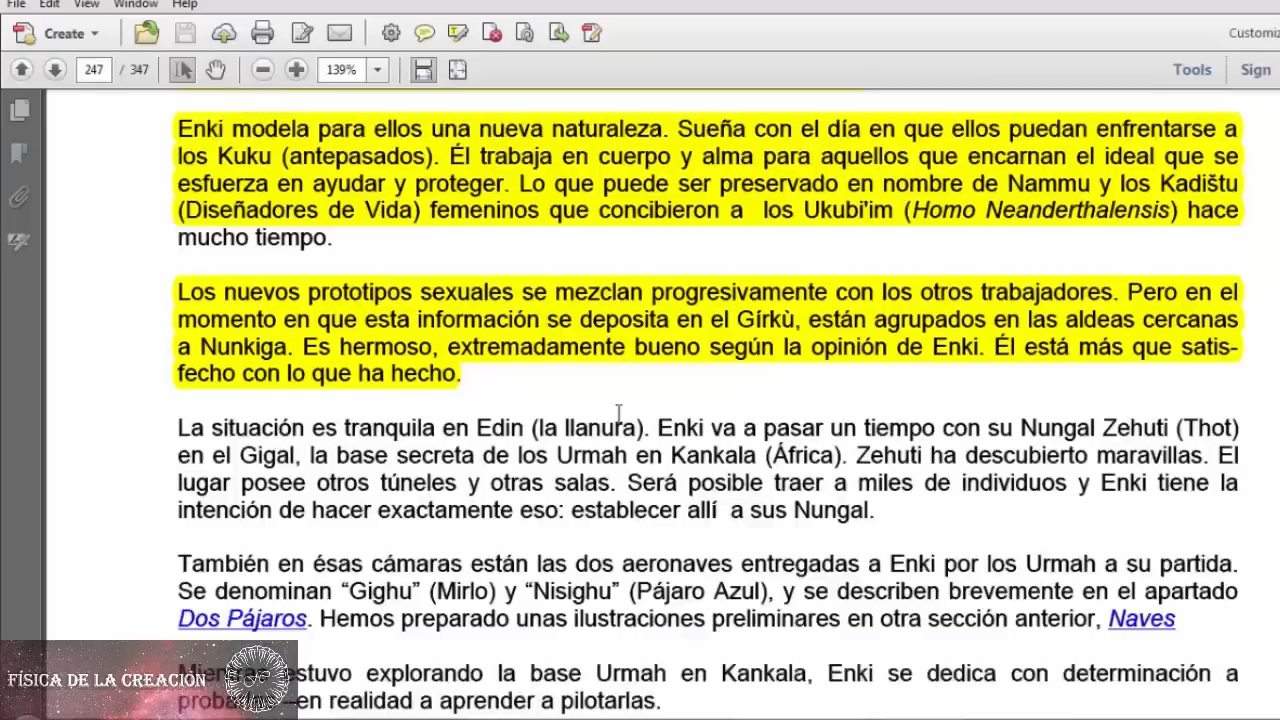 File Edit View Window Help
Create Customiz
247 / 347 139% Tools Sign
Enki modela para ellos una nueva naturaleza. Sueña con el día en que ellos puedan enfrentarse a
los Kuku (antepasados). Él trabaja en cuerpo y alma para aquellos que encarnan el ideal que se
esfuerza en ayudar y proteger. Lo que puede ser preservado en nombre de Nammu y los Kadištu
(Diseñadores de Vida) femeninos que concibieron a los Ukubi'im (Homo Neanderthalensis) hace
mucho tiempo.
Los nuevos prototipos sexuales se mezclan progresivamente con los otros trabajadores. Pero en el
momento en que esta información se deposita en el Gírkù, están agrupados en las aldeas cercanas
a Nunkiga. Es hermoso, extremadamente bueno según la opinión de Enki. Él está más que satis-
fecho con lo que ha hecho.
La situación es tranquila en Edin (la llanura). Enki va a pasar un tiempo con su Nungal Zehuti (Thot)
en el Gigal, la base secreta de los Urmah en Kankala (África). Zehuti ha descubierto maravillas. El
lugar posee otros túneles y otras salas. Será posible traer a miles de individuos y Enki tiene la
intención de hacer exactamente eso: establecer allí a sus Nungal.
También en ésas cámaras están las dos aeronaves entregadas a Enki por los Urmah a su partida.
Se denominan “Gighu” (Mirlo) y “Nisighu” (Pájaro Azul), y se describen brevemente en el apartado
Dos Pájaros. Hemos preparado unas ilustraciones preliminares en otra sección anterior, Naves
Mientras estuvo explorando la base Urmah en Kankala, Enki se dedica con determinación a
en realidad a aprender a pilotarlas.
FÍSICA DE LA CREACIÓN